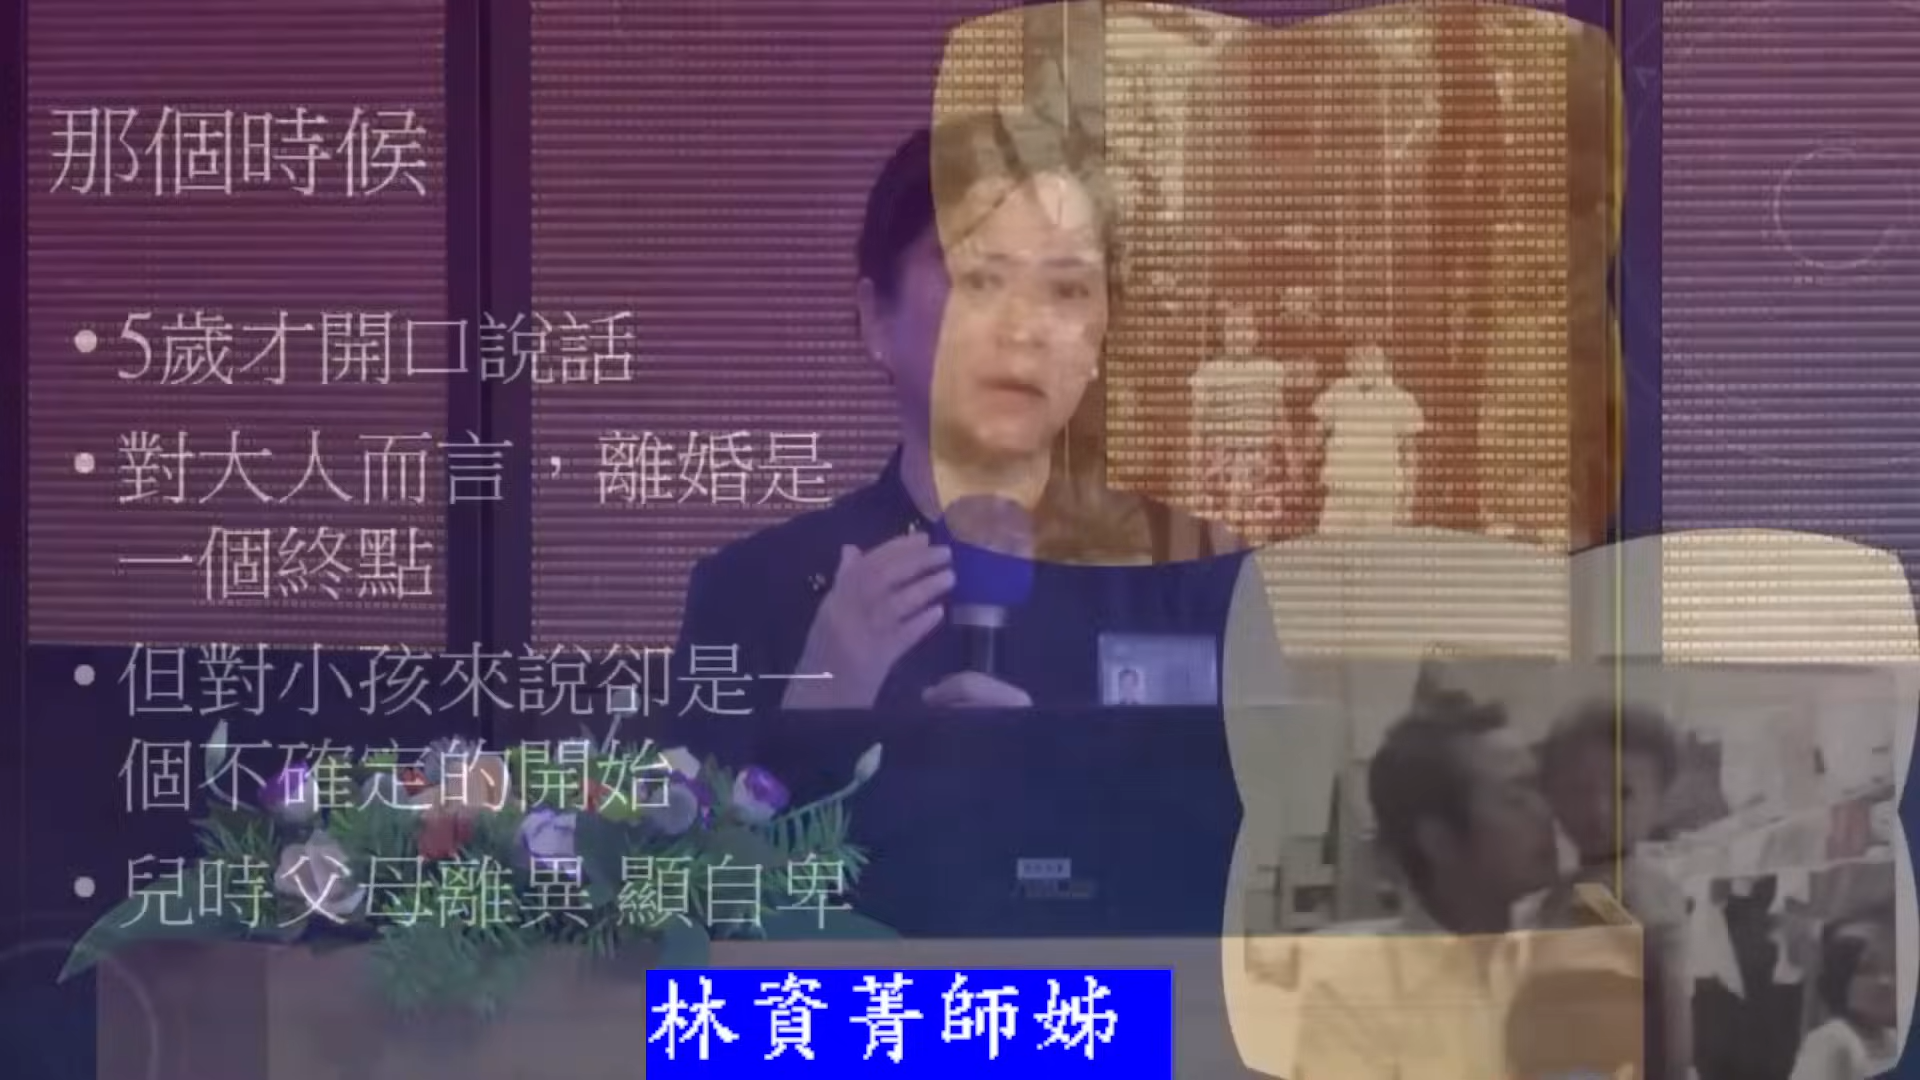 那個時候
•5歲才開口說話
•對大人而言，離婚是
一個終點
•但對小孩來說卻是一
個不確定的開始
•兒時父母離異 顯自卑
林資菁師姊